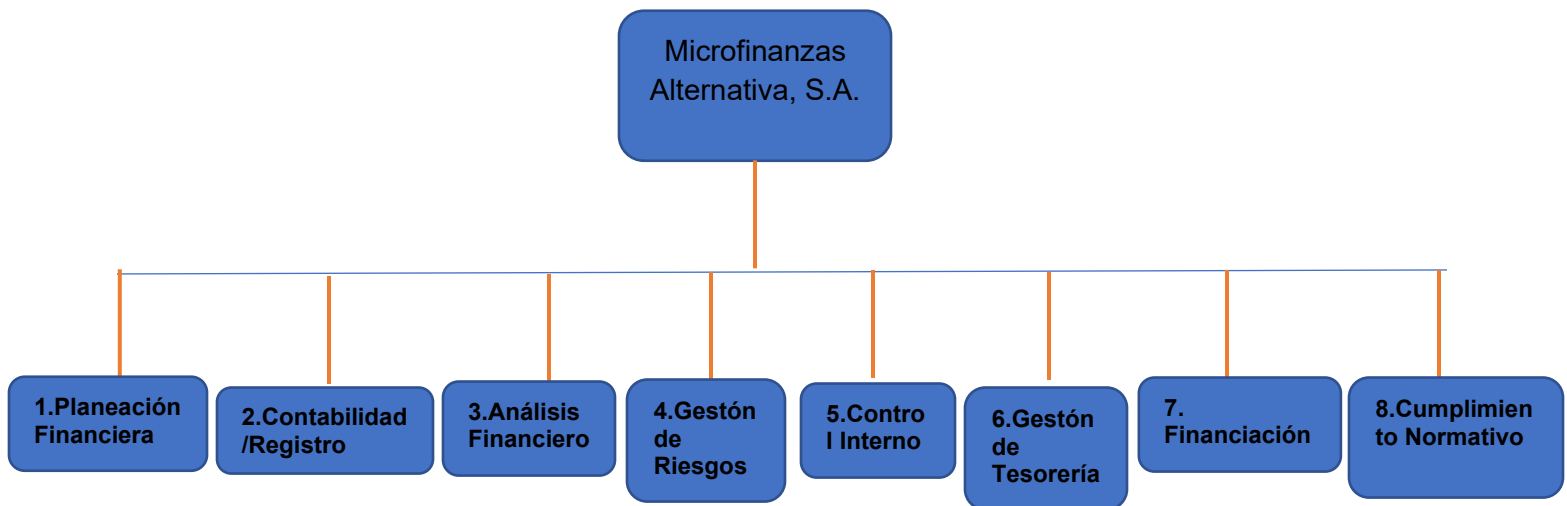 Microfinanzas
Alternativa, S.A.
1.Planeación
Financiera
2.Contabilidad
/Registro
3.Análisis
Financiero
4.Gestón
de
Riesgos
5.Contro
l Interno
6.Gestón
de
Tesorería
7.
Financiación
8.Cumplimien
to Normativo